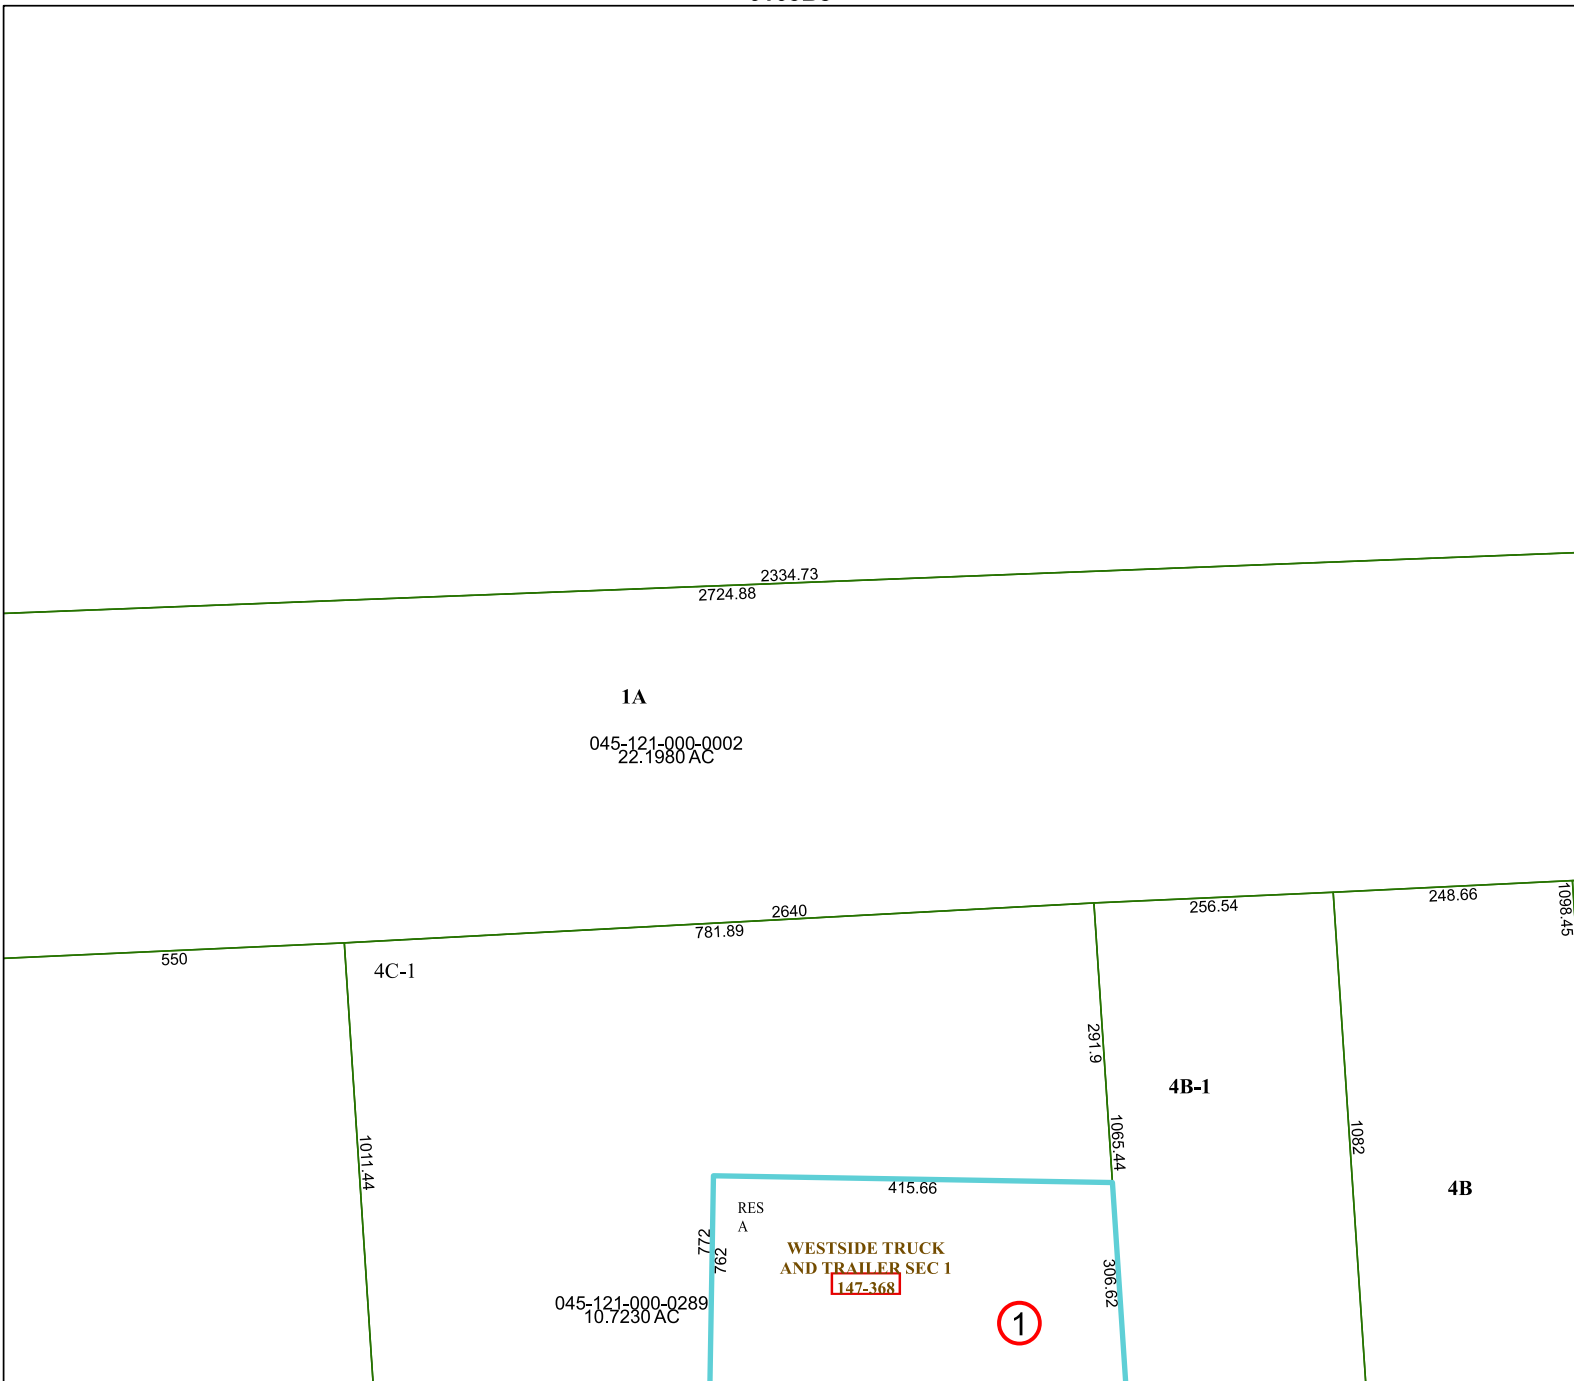 2334.73
2724.88
1A
045-121-000-0002
22.1980 AC
2640
781.89
550
256.54
248.66
1098.45
4C-1
291.9
4B-1
1065.44
1011.44
1082
4B
415.66
RES
A
772
762
WESTSIDE TRUCK
AND TRAILER SEC 1
147-368
306.62
045-121-000-0289
10.7230 AC
1